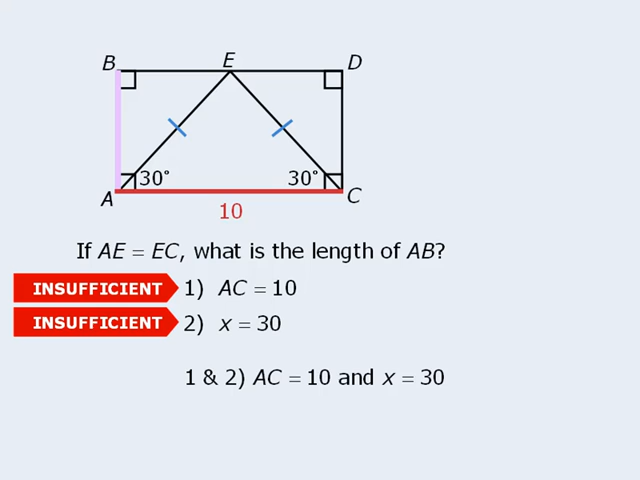 B E D
30° 30°
A C
10
If AE = EC, what is the length of AB?
INSUFFICIENT 1) AC = 10
INSUFFICIENT 2) x = 30
1 & 2) AC = 10 and x = 30